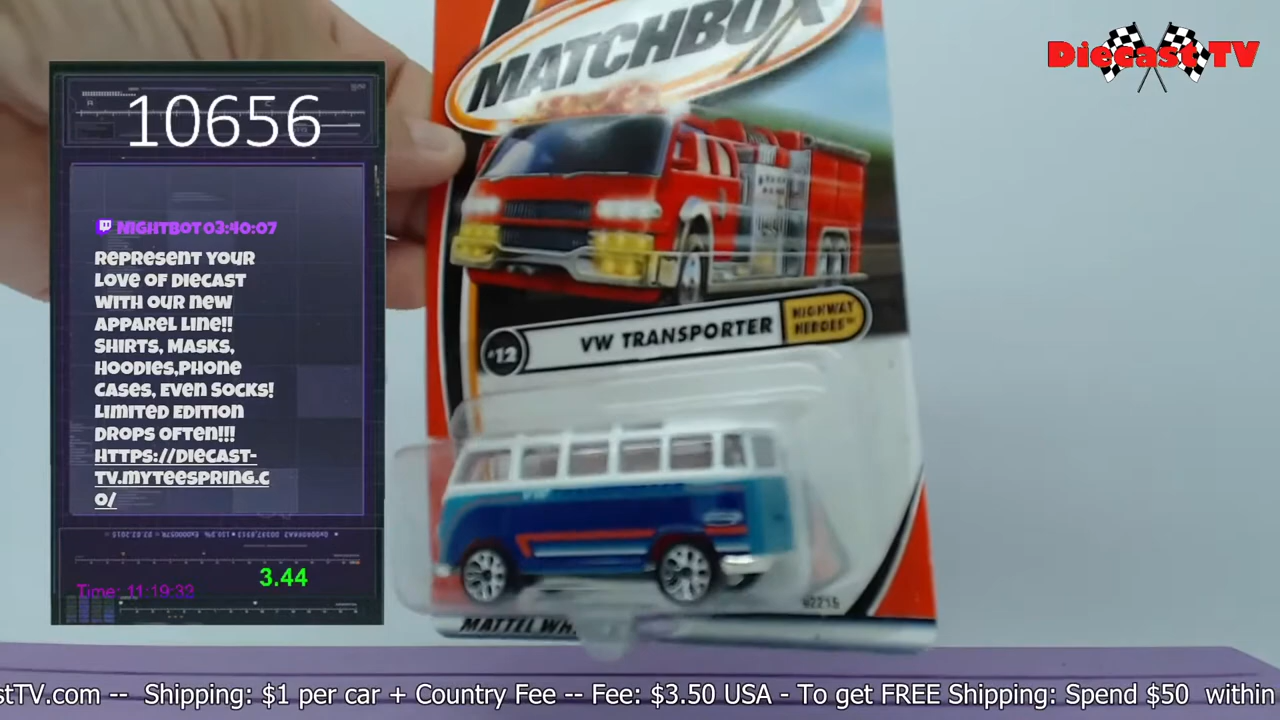 MATCHBOX
Diecast TV
10656
NIGHTBOT 03:40:07
REPRESENT YOUR
LOVE OF DIECAST
WITH OUR NEW
APPAREL LINE!!
SHIRTS, MASKS,
HOODIES,PHONE
CASES, EVEN SOCKS!
LIMITED EDITION
DROPS OFTEN!!!
HTTPS://DIECAST-
TV.MYTEESPRING.C
O/
#12 VW TRANSPORTER
HIGHWAY
HEROES™
3.44
Time: 11:19:32
92215
MATTEL
stTV.com -- Shipping: $1 per car + Country Fee -- Fee: $3.50 USA - To get FREE Shipping: Spend $50 within